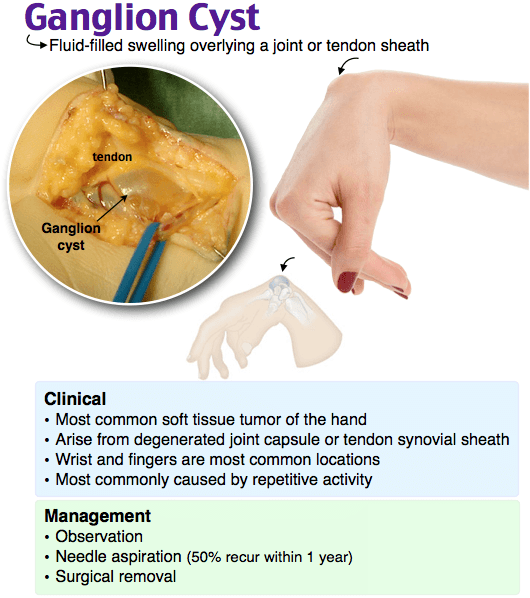 Ganglion Cyst
Fluid-filled swelling overlying a joint or tendon sheath
tendon
Ganglion
cyst
Clinical
• Most common soft tissue tumor of the hand
• Arise from degenerated joint capsule or tendon synovial sheath
• Wrist and fingers are most common locations
• Most commonly caused by repetitive activity
Management
• Observation
• Needle aspiration (50% recur within 1 year)
• Surgical removal